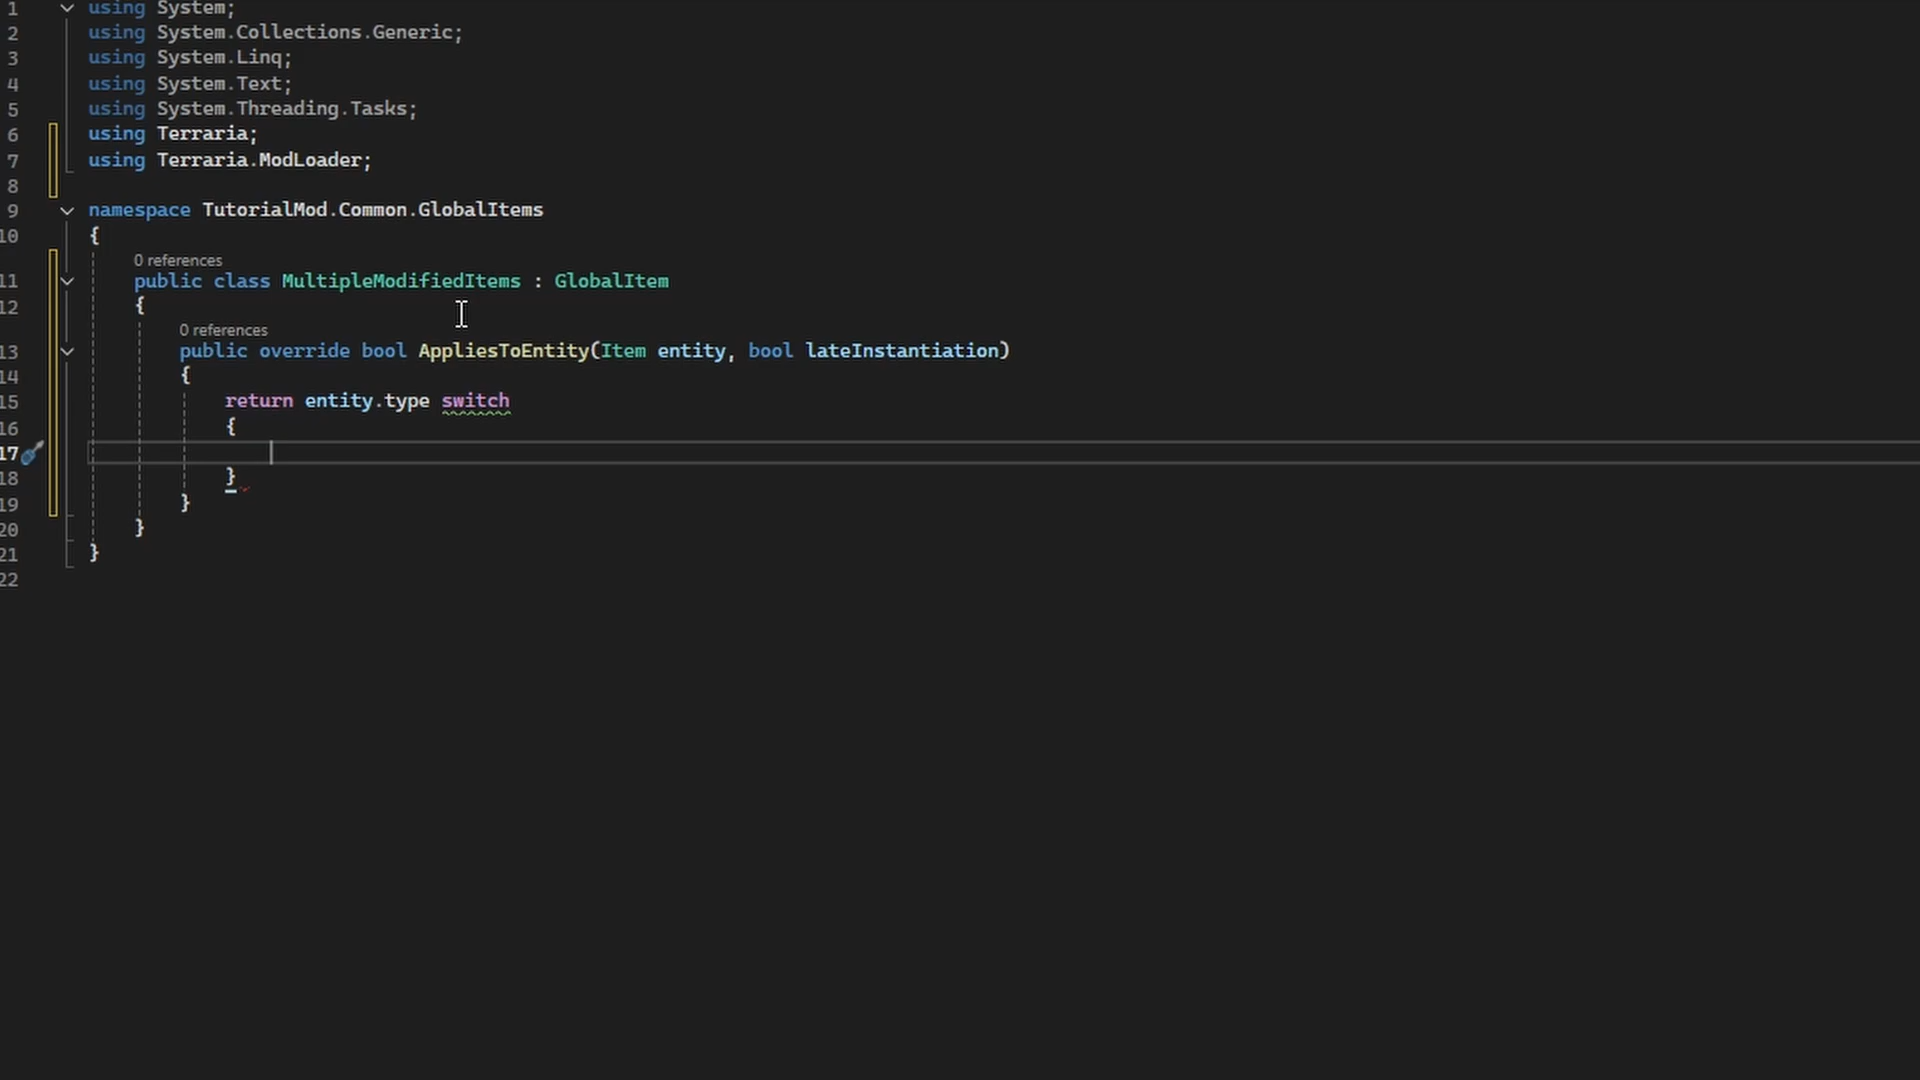 1 using System;
2 using System.Collections.Generic;
3 using System.Linq;
4 using System.Text;
5 using System.Threading.Tasks;
6 using Terraria;
7 using Terraria.ModLoader;
8
9 namespace TutorialMod.Common.GlobalItems
10 {
0 references
11 public class MultipleModifiedItems : GlobalItem
12 {
0 references
13 public override bool AppliesToEntity(Item entity, bool lateInstantiation)
14 {
15 return entity.type switch
16 {
17
18 }
19 }
20 }
21 }
22